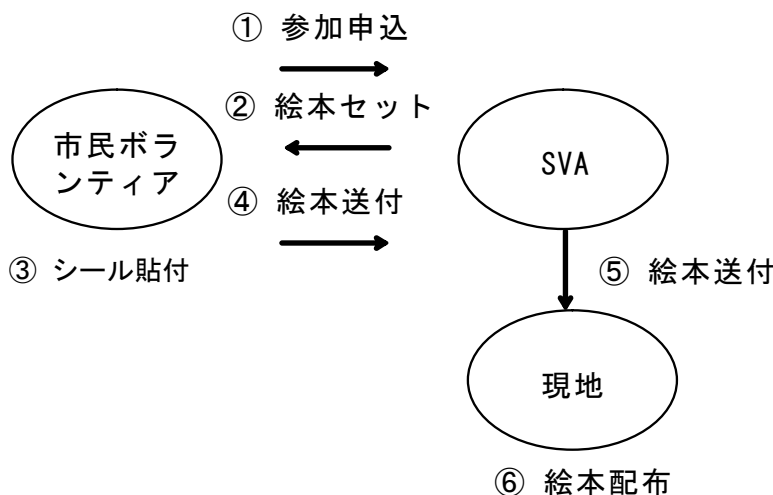 ① 参加申込
② 絵本セット
市民ボラ
ンティア
SVA
④ 絵本送付
③ シール貼付
⑤ 絵本送付
現地
⑥ 絵本配布